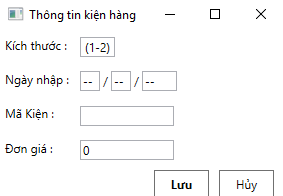 Thông tin kiện hàng
Kích thước : (1-2)
Ngày nhập : -- / -- / --
Mã Kiện :
Đơn giá : 0
Lưu Hủy